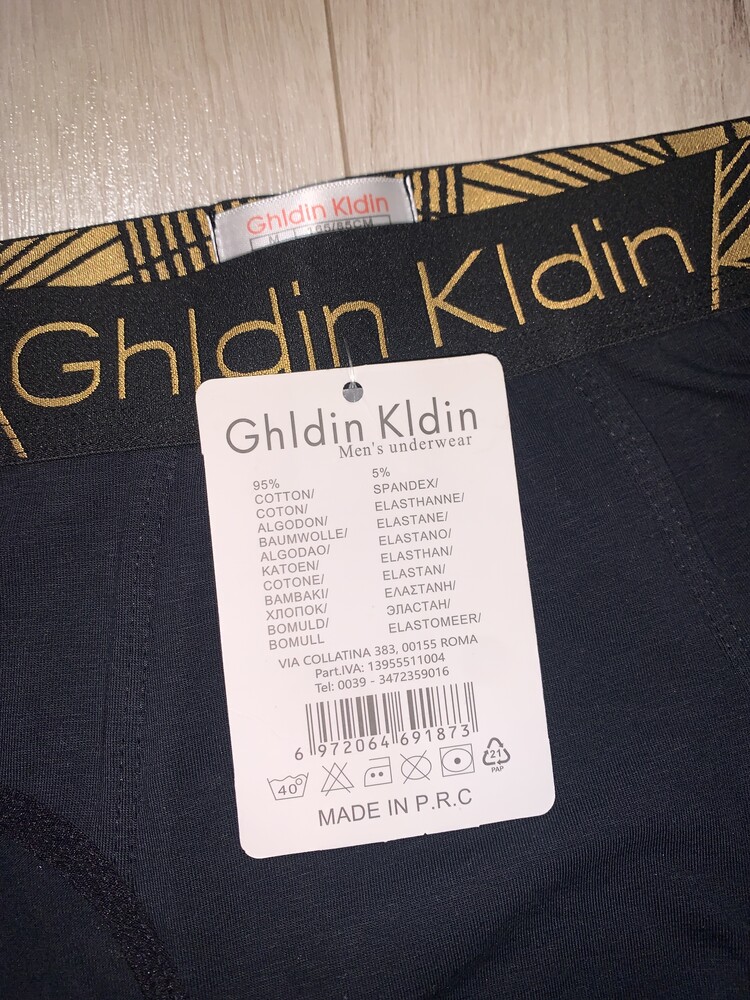 Ghldin Kldin
M 165/85CM
Ghldin Kldin
Ghldin Kldin
Men's underwear
95%
COTTON/
COTON/
ALGODON/
BAUMWOLLE/
ALGODAO/
KATOEN/
COTONE/
BAMBAKI/
ХЛОПОК/
BOMULD/
BOMULL
5%
SPANDEX/
ELASTHANNE/
ELASTANE/
ELASTANO/
ELASTHAN/
ELASTAN/
ΕΛΑΣΤΑΝΗ/
ЭЛАСТАН/
ELASTOMEER/
VIA COLLATINA 383, 00155 ROMA
Part.IVA: 13955511004
Tel: 0039 - 3472359016
6 972064 691873
40°
21
PAP
MADE IN P.R.C